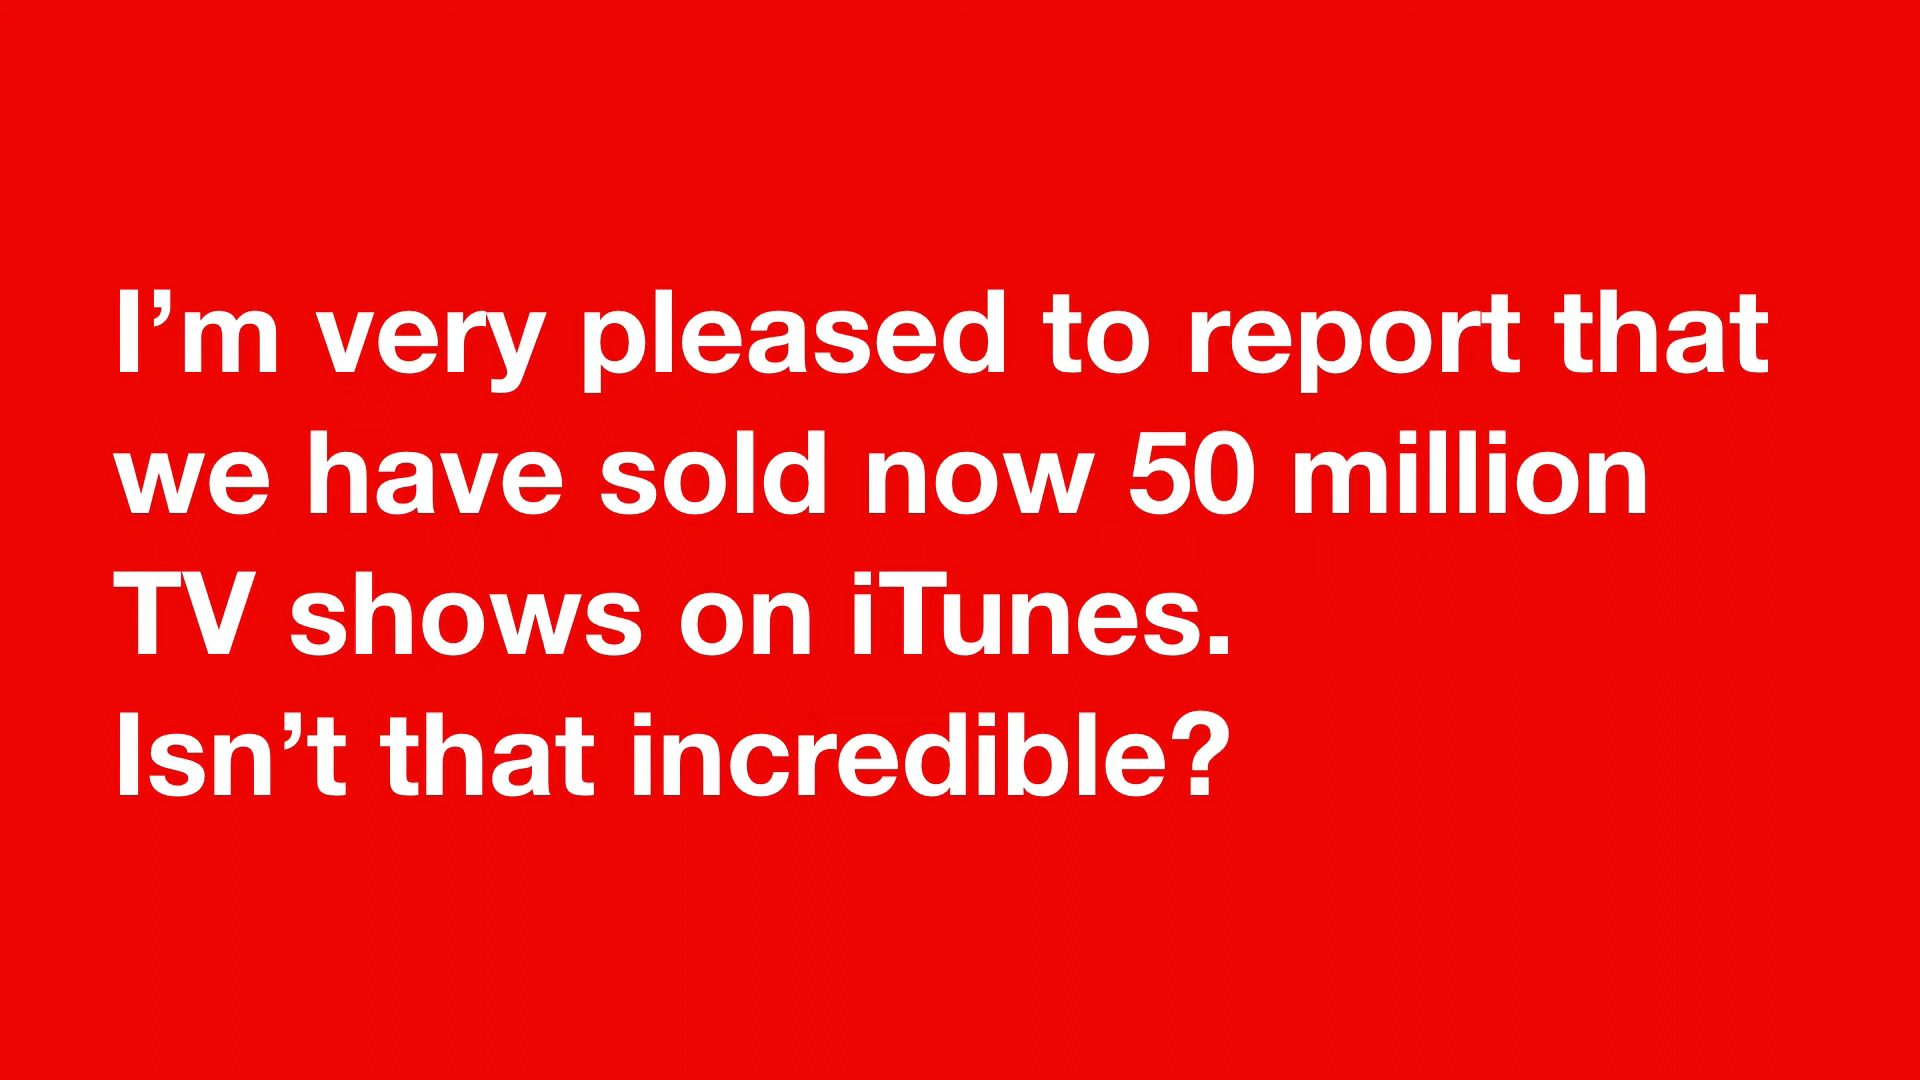 I’m very pleased to report that
we have sold now 50 million
TV shows on iTunes.
Isn’t that incredible?